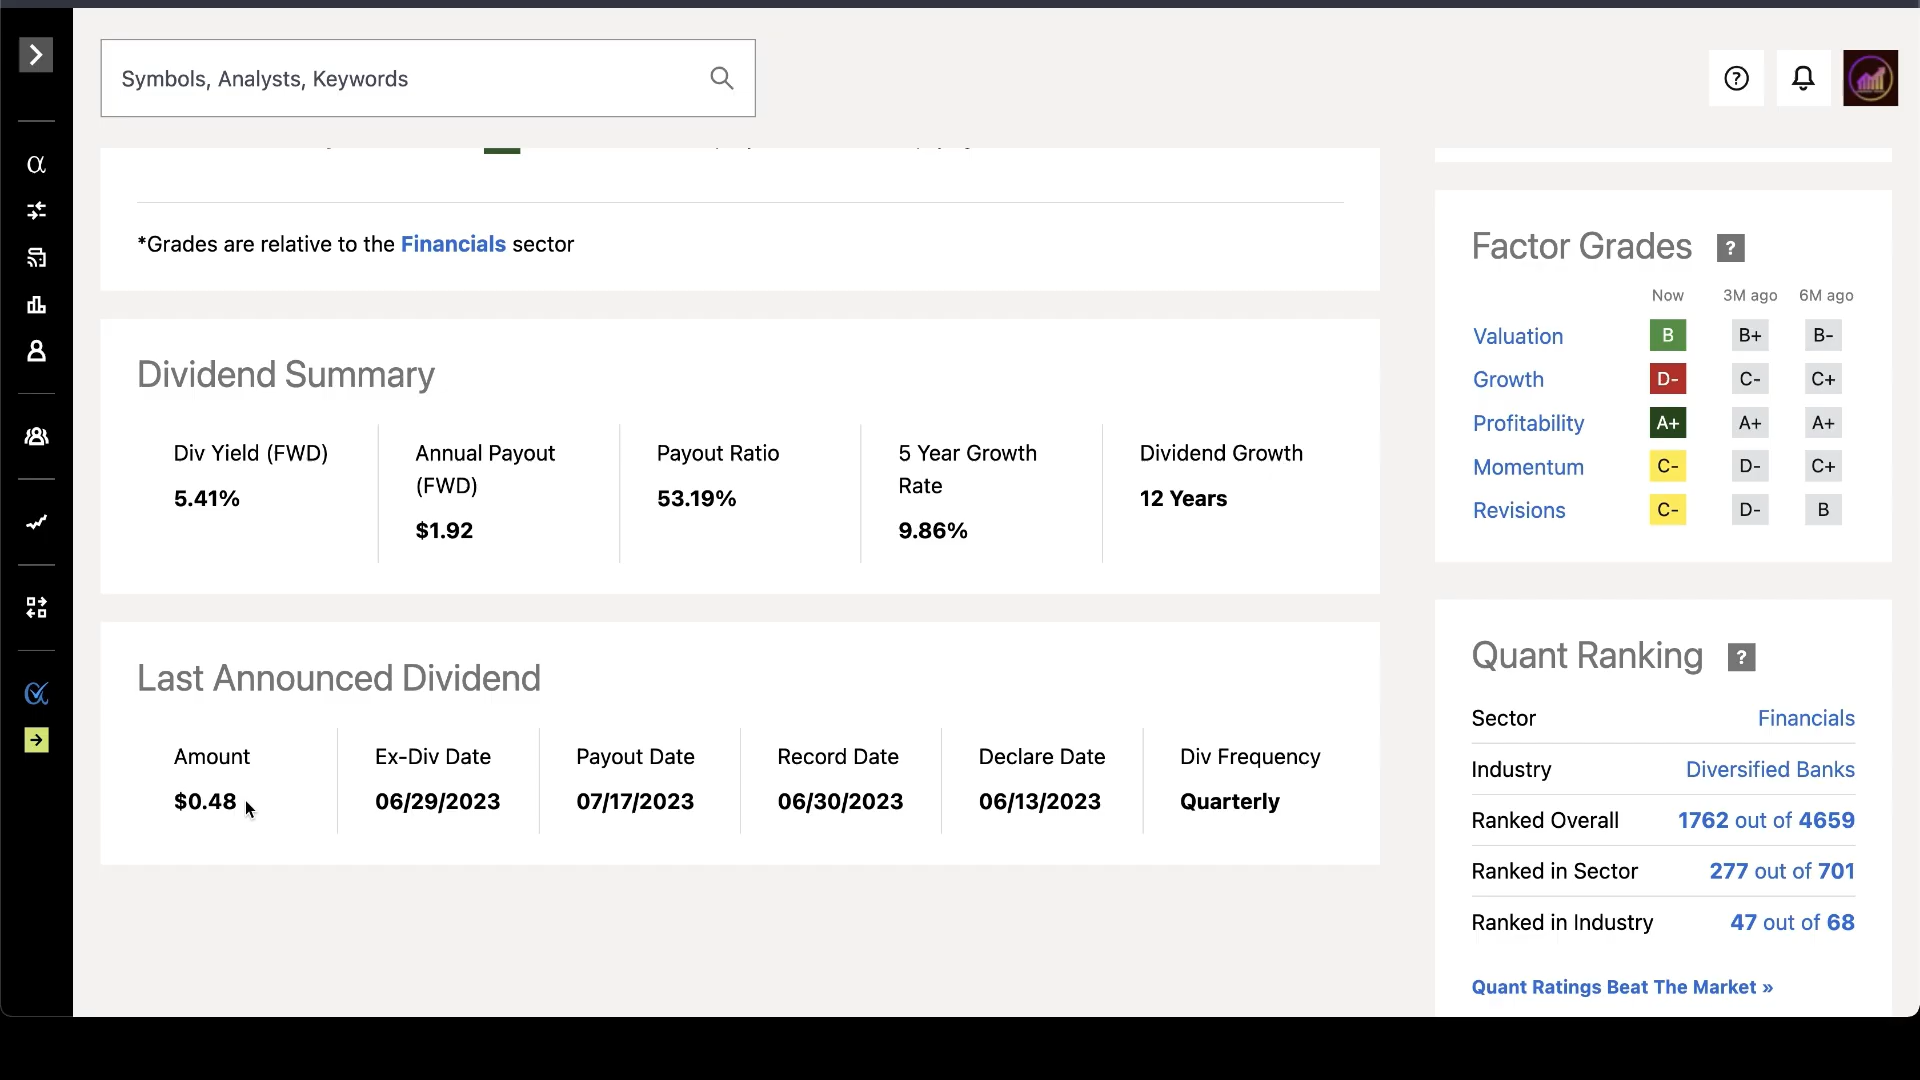 Symbols, Analysts, Keywords
*Grades are relative to the Financials sector
Dividend Summary
Div Yield (FWD)
5.41%
Annual Payout
(FWD)
$1.92
Payout Ratio
53.19%
5 Year Growth
Rate
9.86%
Dividend Growth
12 Years
Last Announced Dividend
Amount
$0.48
Ex-Div Date
06/29/2023
Payout Date
07/17/2023
Record Date
06/30/2023
Declare Date
06/13/2023
Div Frequency
Quarterly
Factor Grades ?
Now 3M ago 6M ago
Valuation B B+ B-
Growth D- C- C+
Profitability A+ A+ A+
Momentum C- D- C+
Revisions C- D- B
Quant Ranking ?
Sector Financials
Industry Diversified Banks
Ranked Overall 1762 out of 4659
Ranked in Sector 277 out of 701
Ranked in Industry 47 out of 68
Quant Ratings Beat The Market »